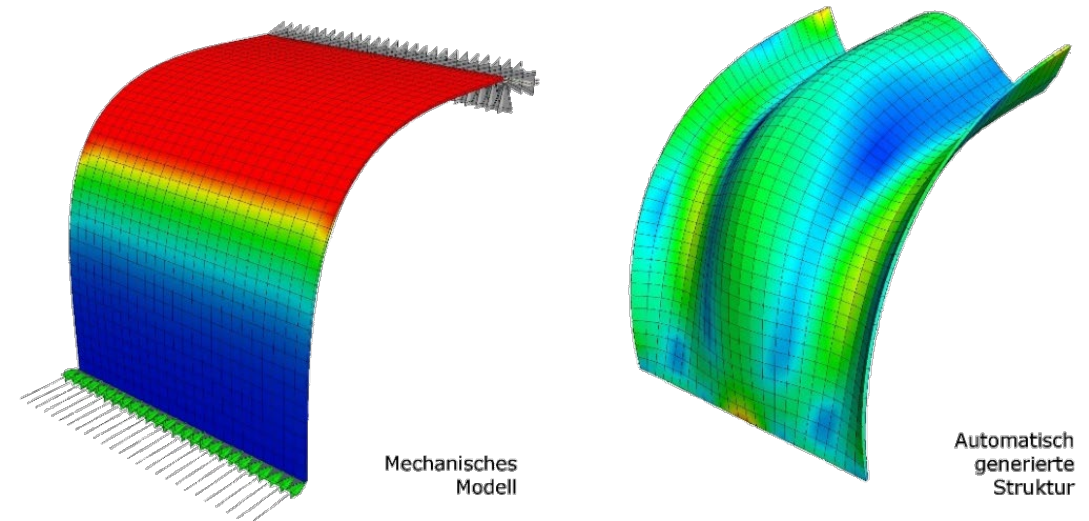 Mechanisches
Modell
Automatisch
generierte
Struktur